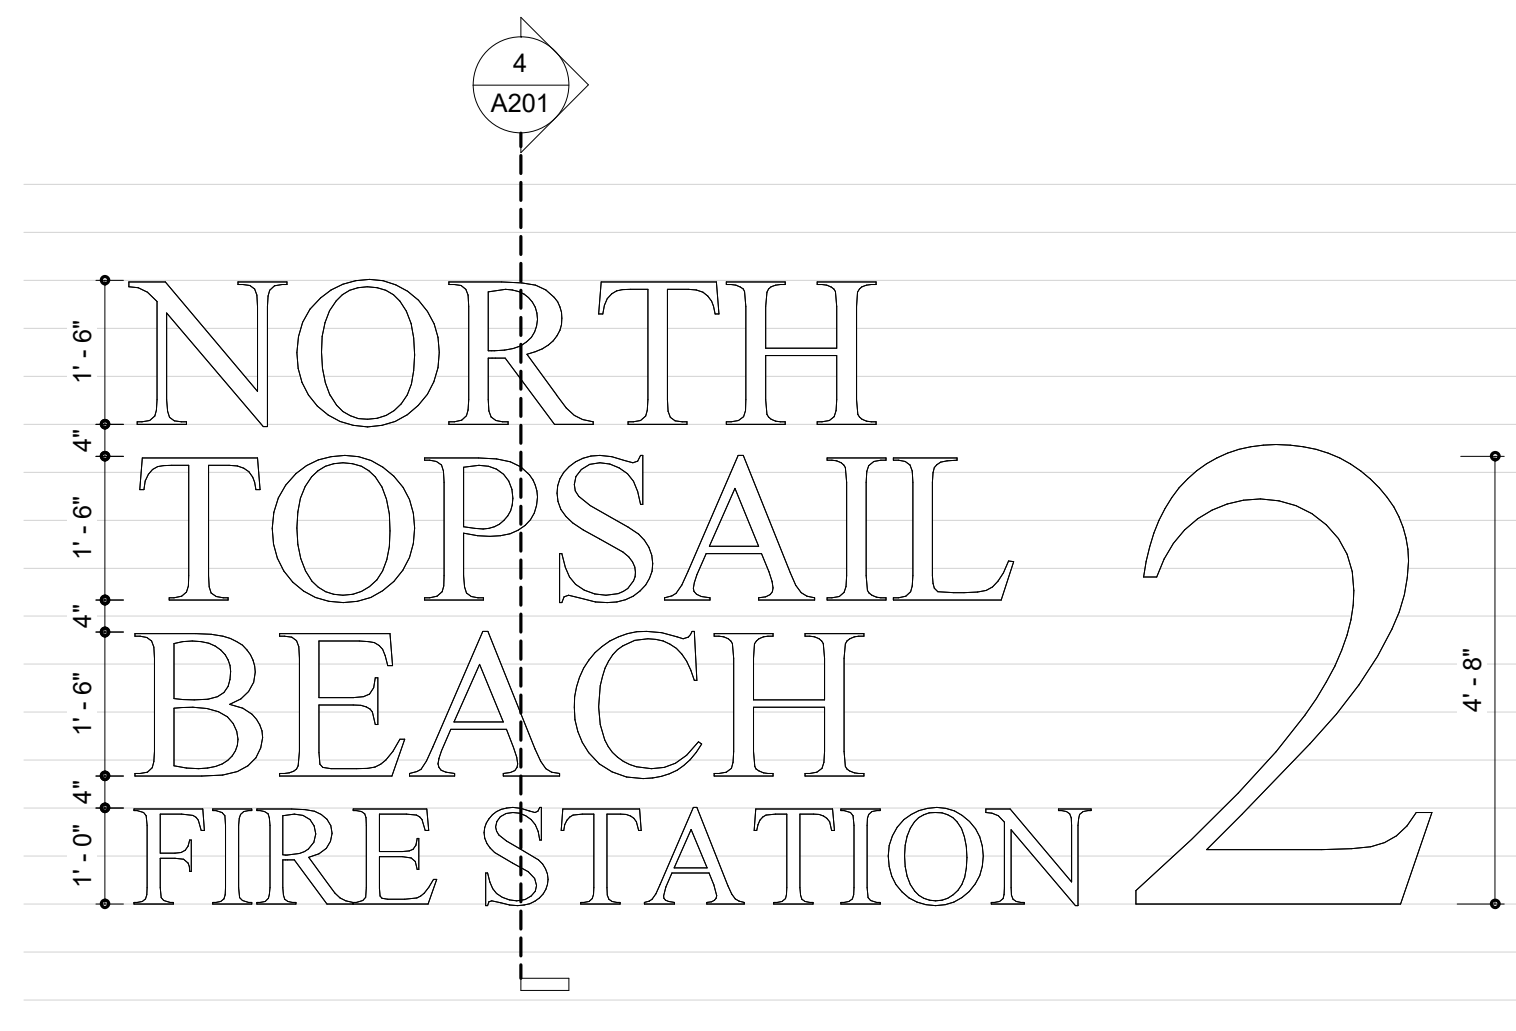 4
A201
1' - 6"
NORTH
4"
1' - 6"
TOPSAIL
4"
1' - 6"
BEACH
4"
1' - 0"
FIRE STATION
2
4' - 8"